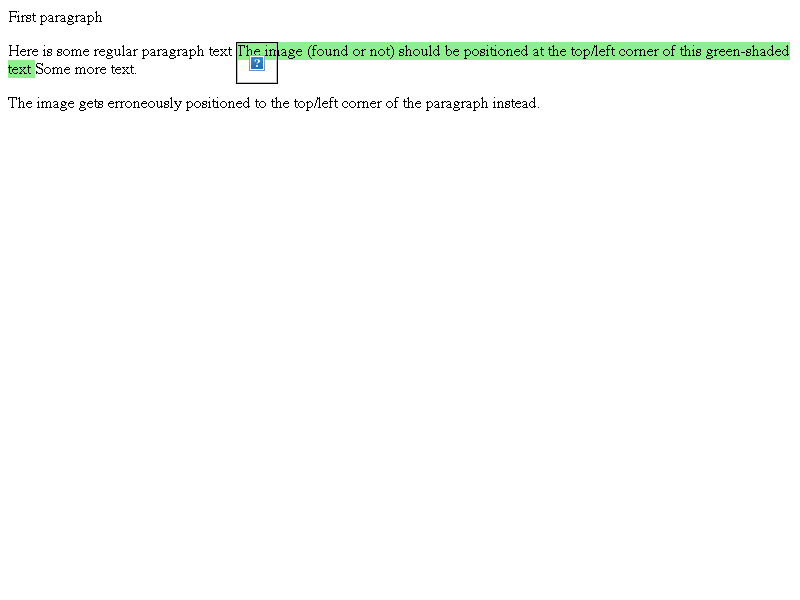 First paragraph
Here is some regular paragraph text The image (found or not) should be positioned at the top/left corner of this green-shaded
text Some more text.
The image gets erroneously positioned to the top/left corner of the paragraph instead.